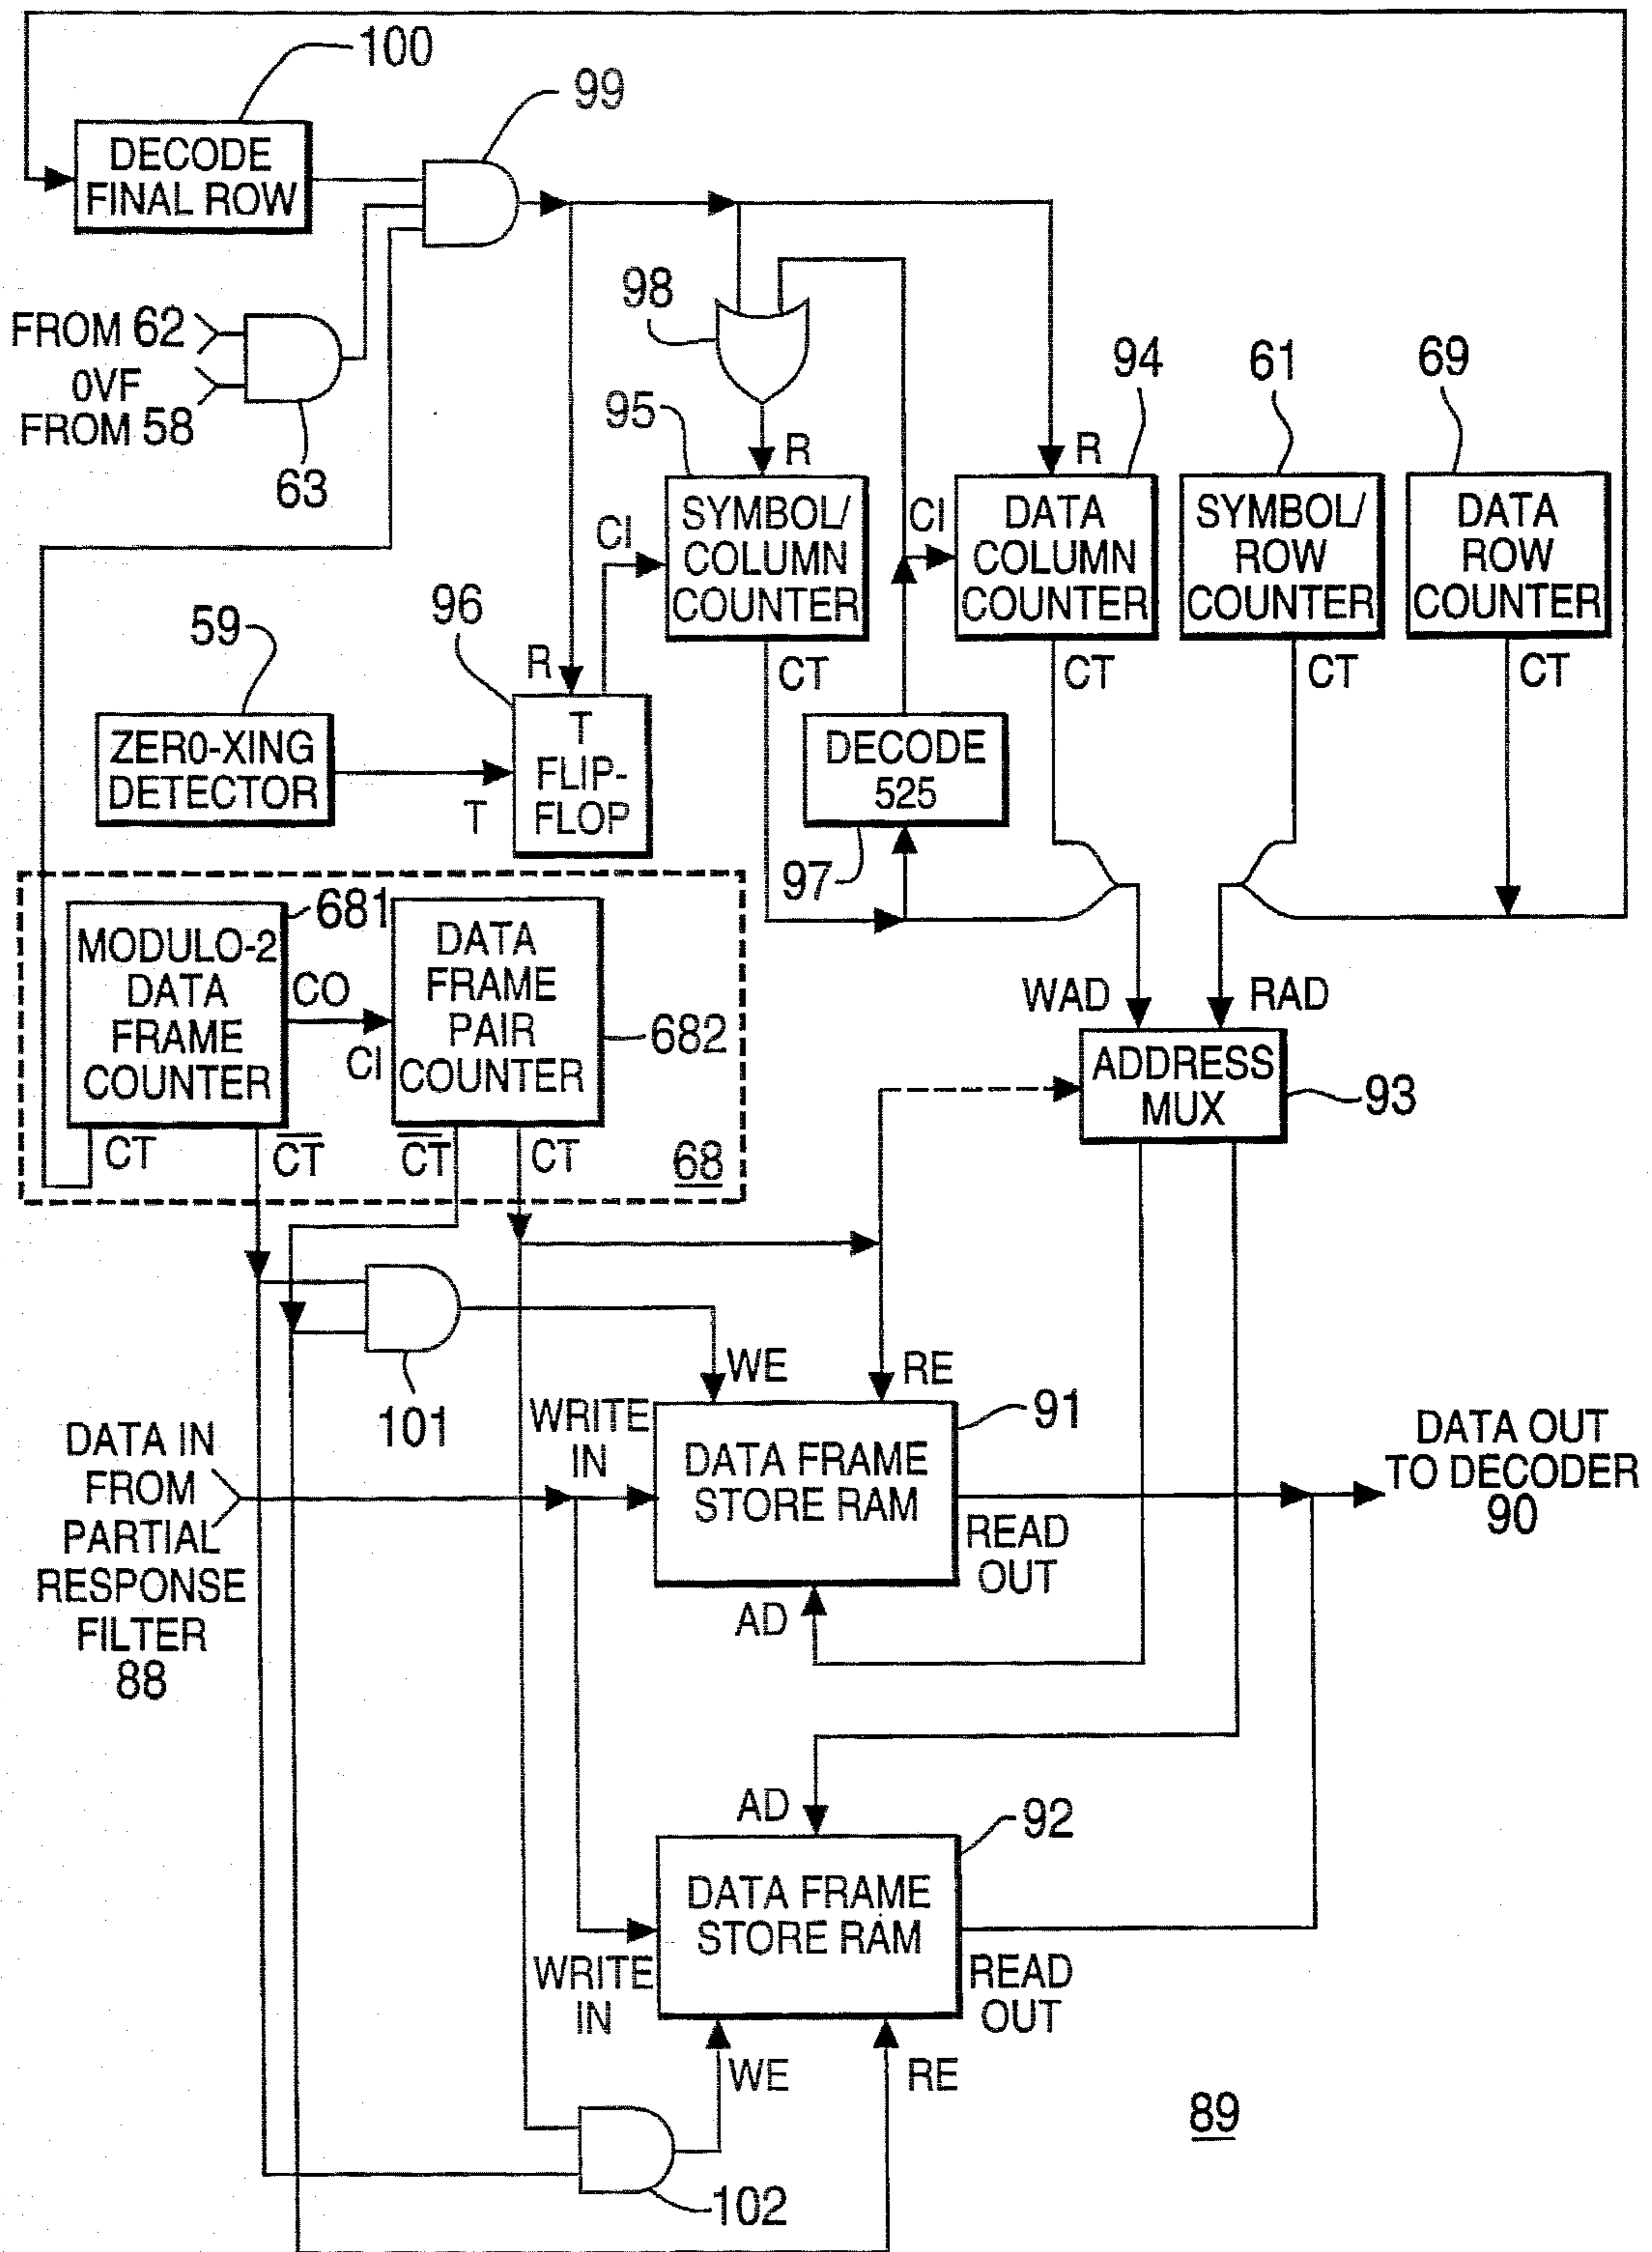 100
DECODE
FINAL ROW
99
FROM 62
0VF
FROM 58
63
98
95
R
SYMBOL/
COLUMN
COUNTER
CI
CT
94
R
CI
DATA
COLUMN
COUNTER
CT
61
SYMBOL/
ROW
COUNTER
CT
69
DATA
ROW
COUNTER
CT
59
ZER0-XING
DETECTOR
T
96
R
T
FLIP-
FLOP
DECODE
525
97
681
MODULO-2
DATA
FRAME
COUNTER
CO
CI
DATA
FRAME
PAIR
COUNTER
682
CT
C̅T̅
C̅T̅
CT
68
WAD
RAD
ADDRESS
MUX
93
101
WE
RE
WRITE
IN
91
DATA FRAME
STORE RAM
READ
OUT
AD
DATA IN
FROM
PARTIAL
RESPONSE
FILTER
88
DATA OUT
TO DECODER
90
AD
92
DATA FRAME
STORE RAM
WRITE
IN
READ
OUT
WE
RE
102
89